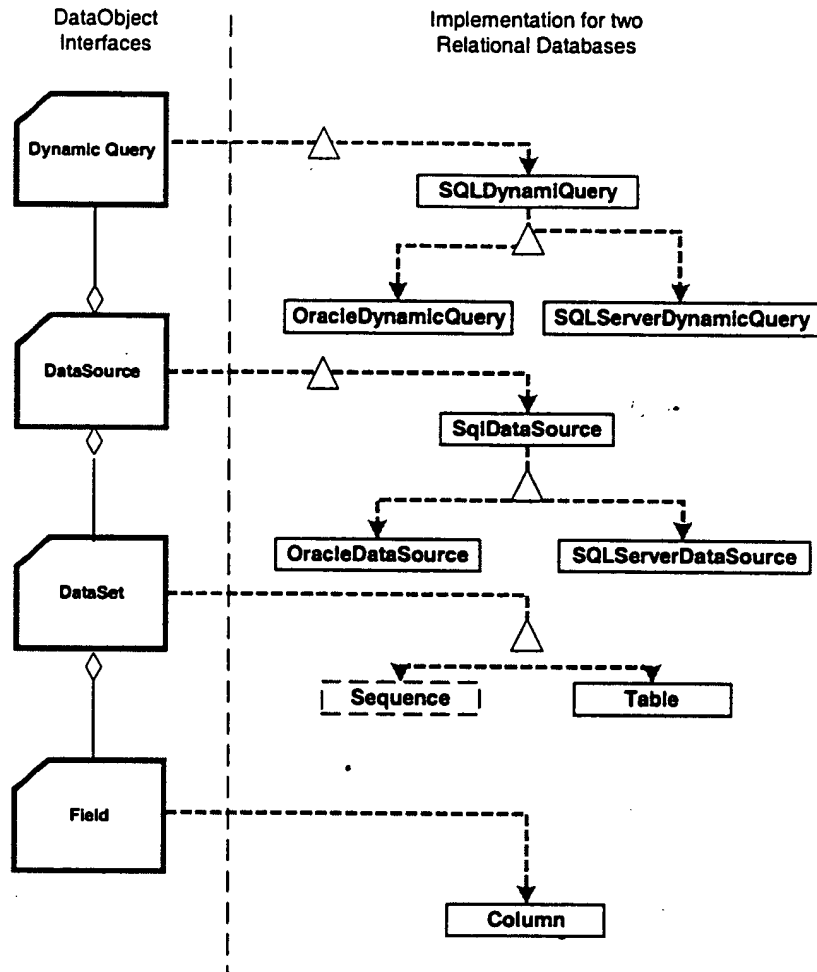 DataObject
Interfaces
Implementation for two
Relational Databases
Dynamic Query
SQLDynamiQuery
OracleDynamicQuery
SQLServerDynamicQuery
DataSource
SqlDataSource
OracleDataSource
SQLServerDataSource
DataSet
Sequence
Table
Field
Column